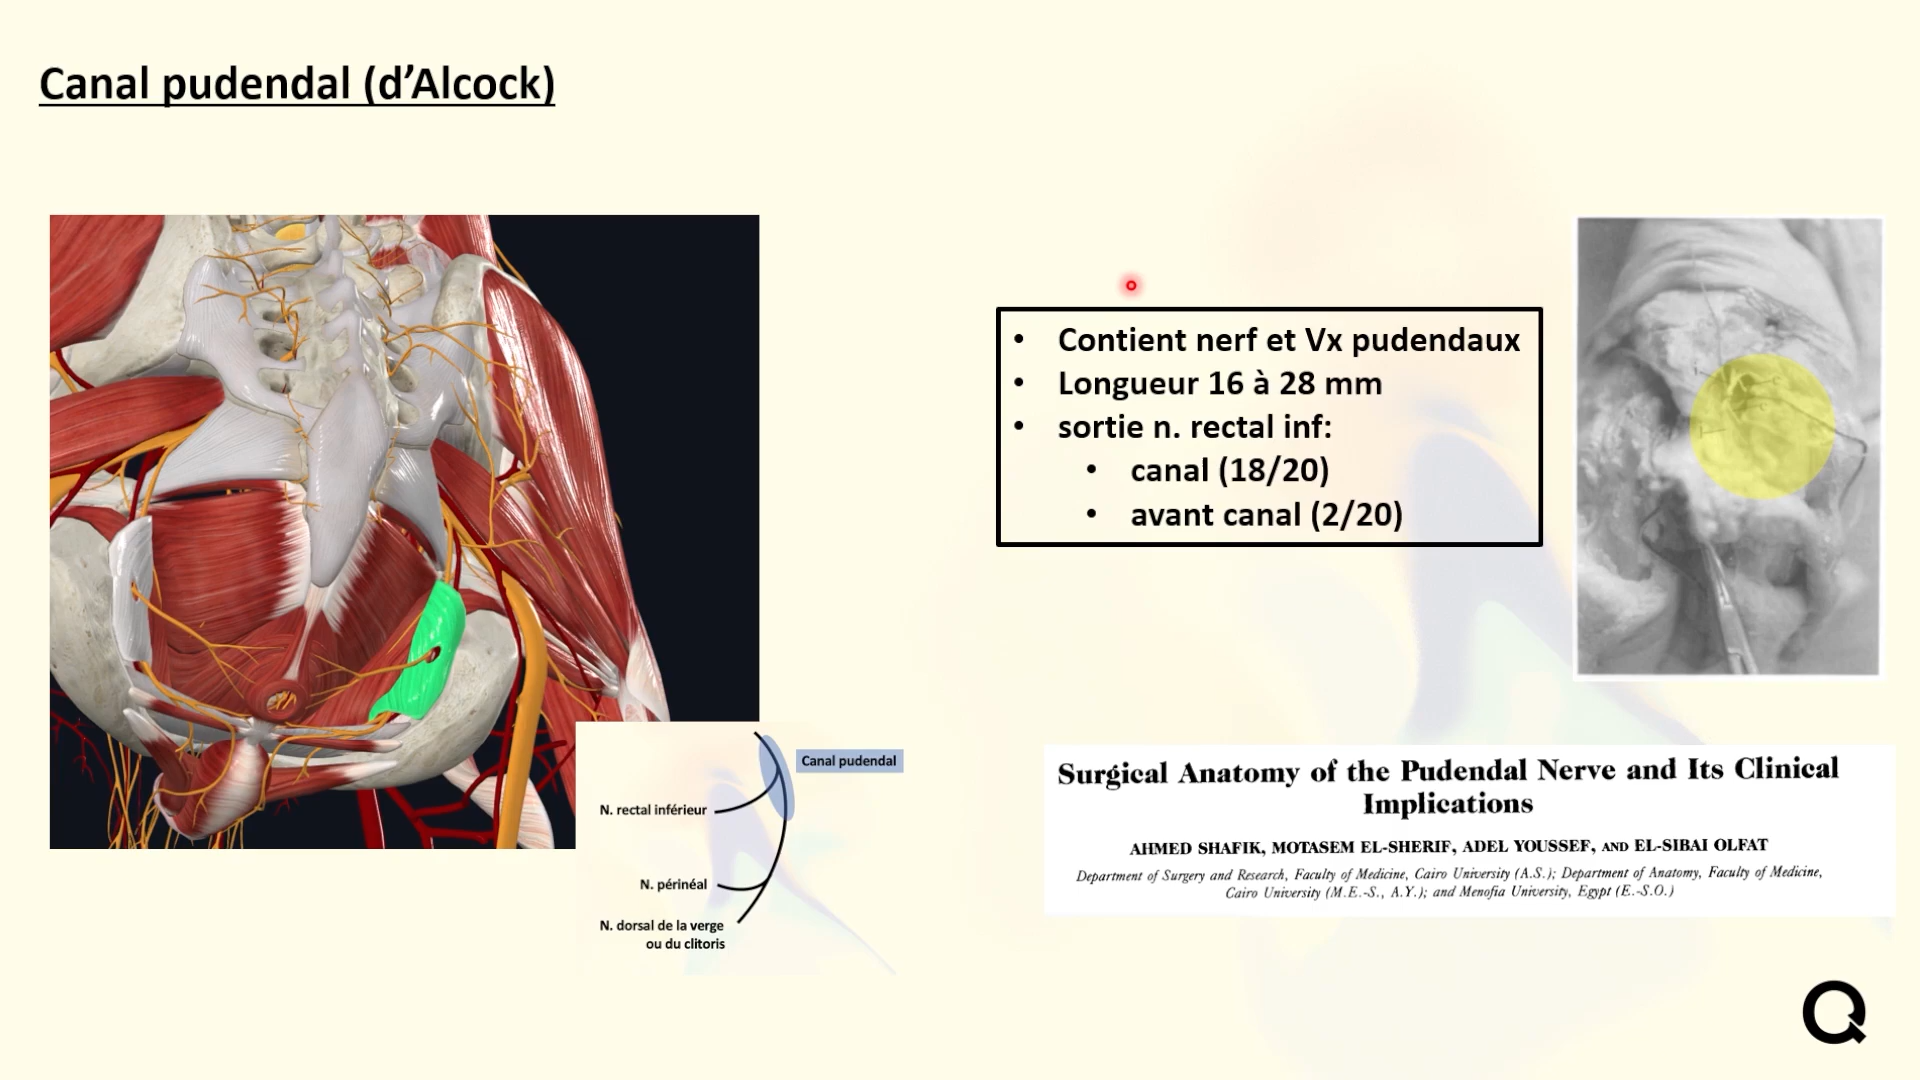 Canal pudendal (d’Alcock)
• Contient nerf et Vx pudendaux
• Longueur 16 à 28 mm
• sortie n. rectal inf:
• canal (18/20)
• avant canal (2/20)
Canal pudendal
N. rectal inférieur
N. périnéal
N. dorsal de la verge
ou du clitoris
Surgical Anatomy of the Pudendal Nerve and Its Clinical
Implications
AHMED SHAFIK, MOTASEM EL-SHERIF, ADEL YOUSSEF, AND EL-SIBAI OLFAT
Department of Surgery and Research, Faculty of Medicine, Cairo University (A.S.); Department of Anatomy, Faculty of Medicine,
Cairo University (M.E.-S., A.Y.); and Menofia University, Egypt (E.-S.O.)